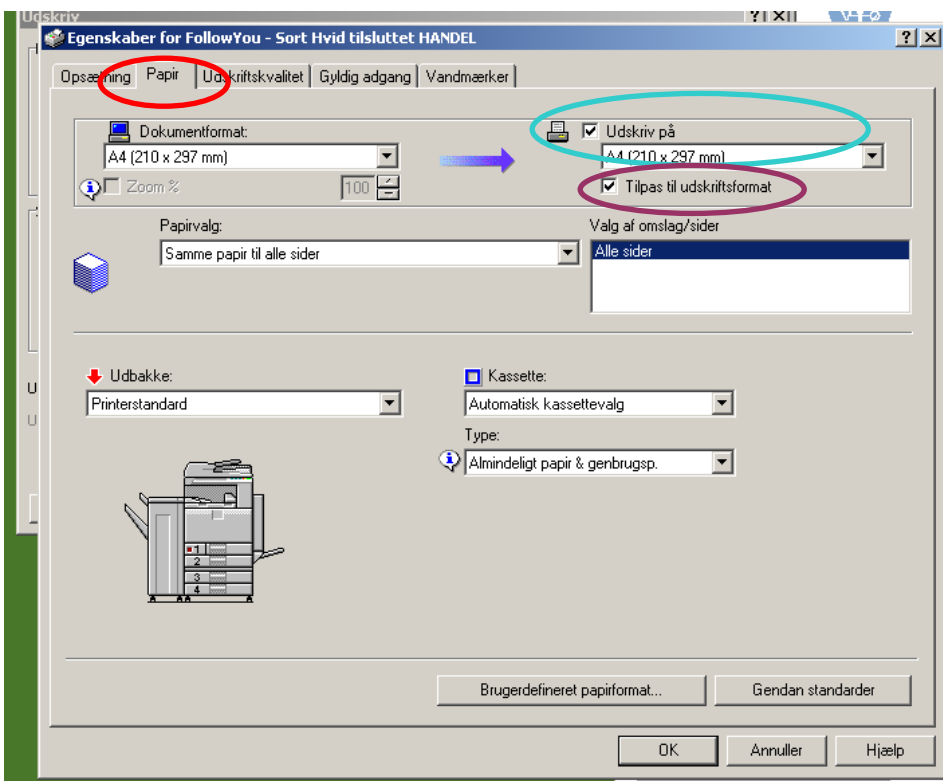 Udskriv
Egenskaber for FollowYou - Sort Hvid tilsluttet HANDEL
Opsætning Papir Udskriftskvalitet Gyldig adgang Vandmærker
Dokumentformat:
Udskriv på
A4 (210 x 297 mm)
A4 (210 x 297 mm)
Zoom %
100
Tilpas til udskriftsformat
Papirvalg:
Valg af omslag/sider
Samme papir til alle sider
Alle sider
Udbakke:
Kassette:
Printerstandard
Automatisk kassettevalg
Type:
Almindeligt papir & genbrugsp.
1
2
3
4
Brugerdefineret papirformat...
Gendan standarder
OK
Annuller
Hjælp